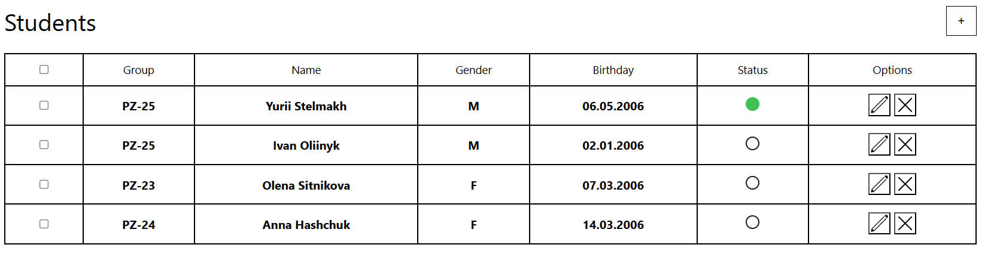 Students +
Group Name Gender Birthday Status Options
PZ-25 Yurii Stelmakh M 06.05.2006
PZ-25 Ivan Oliinyk M 02.01.2006
PZ-23 Olena Sitnikova F 07.03.2006
PZ-24 Anna Hashchuk F 14.03.2006